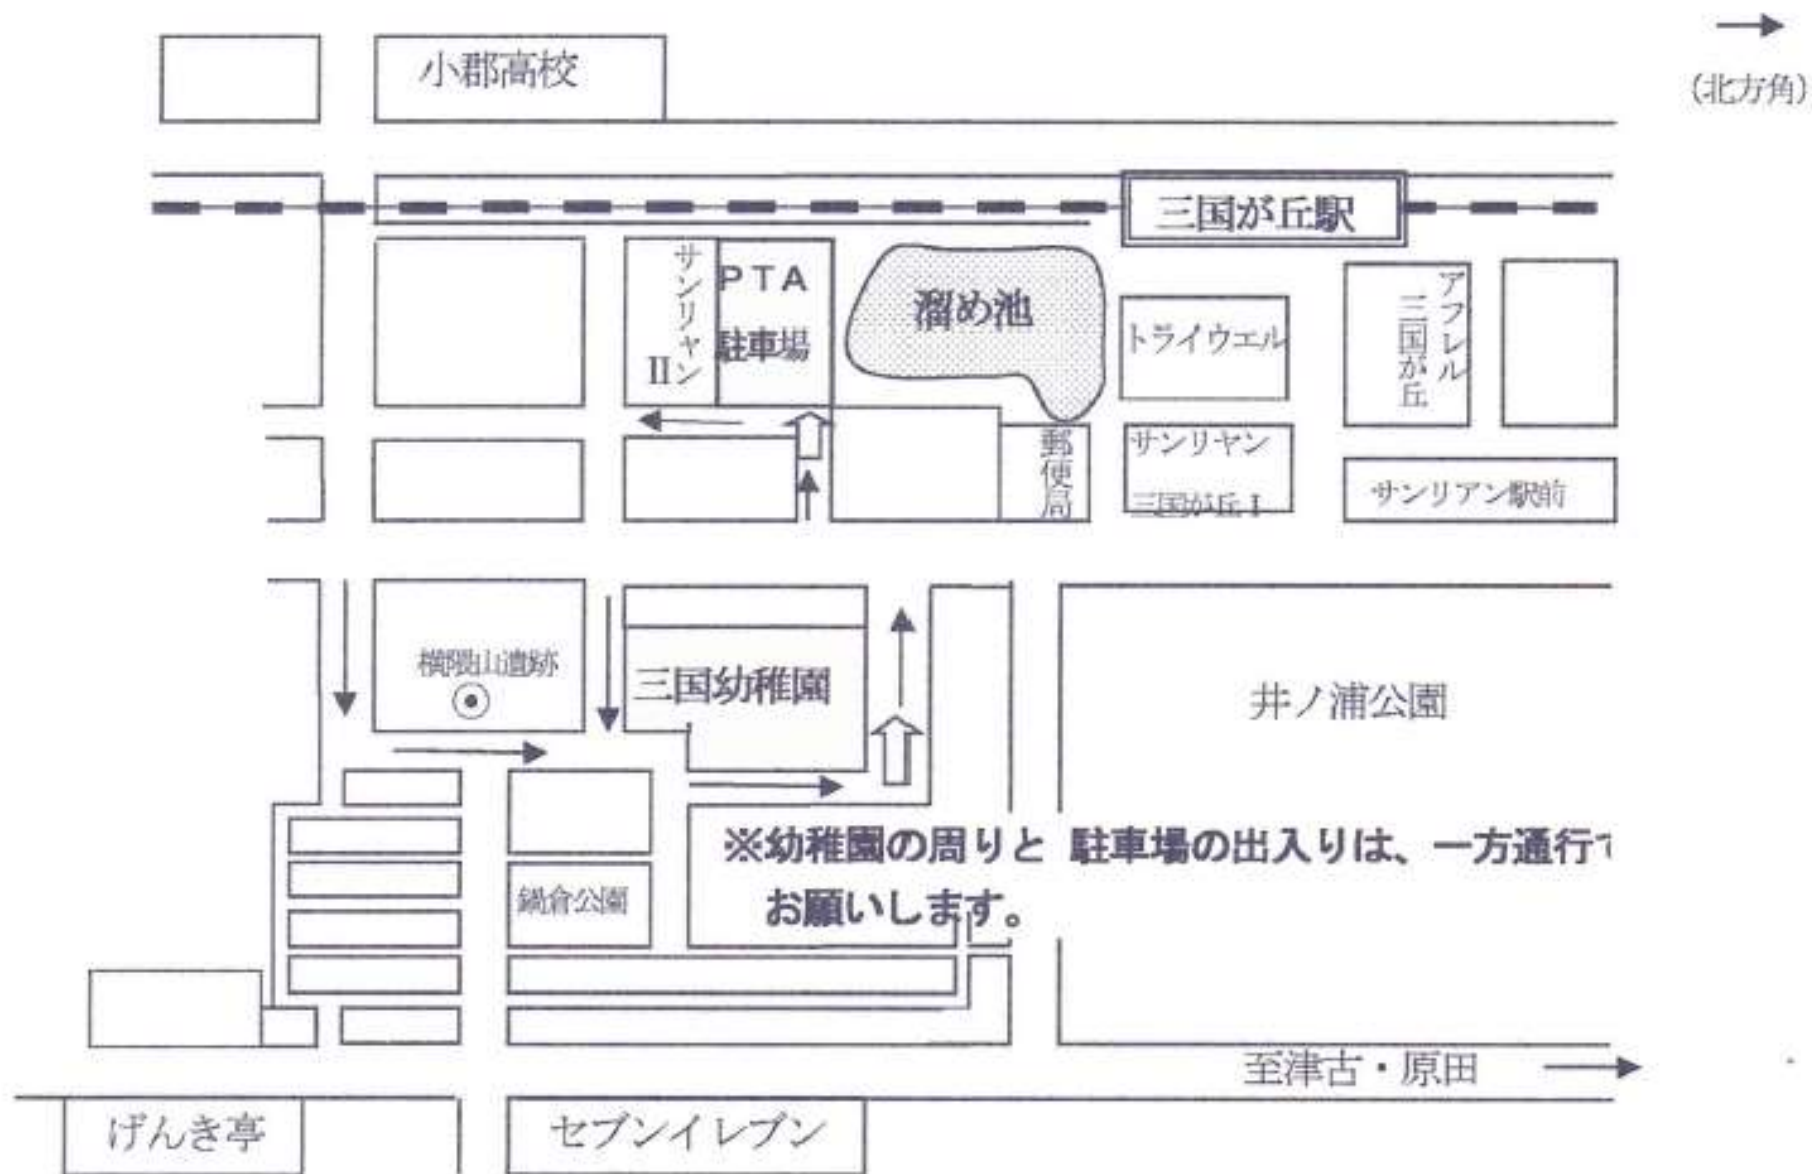 小郡高校
(北方角)
三国が丘駅
サンリヤン
Ⅱ
PTA
駐車場
溜め池
トライウエル
アフレル
三国が丘
郵便局
サンリヤン
三国が丘Ⅰ
サンリアン駅前
横隈山遺跡
三国幼稚園
井ノ浦公園
※幼稚園の周りと 駐車場の出入りは、一方通行で
お願いします。
鍋倉公園
至津古・原田
げんき亭
セブンイレブン